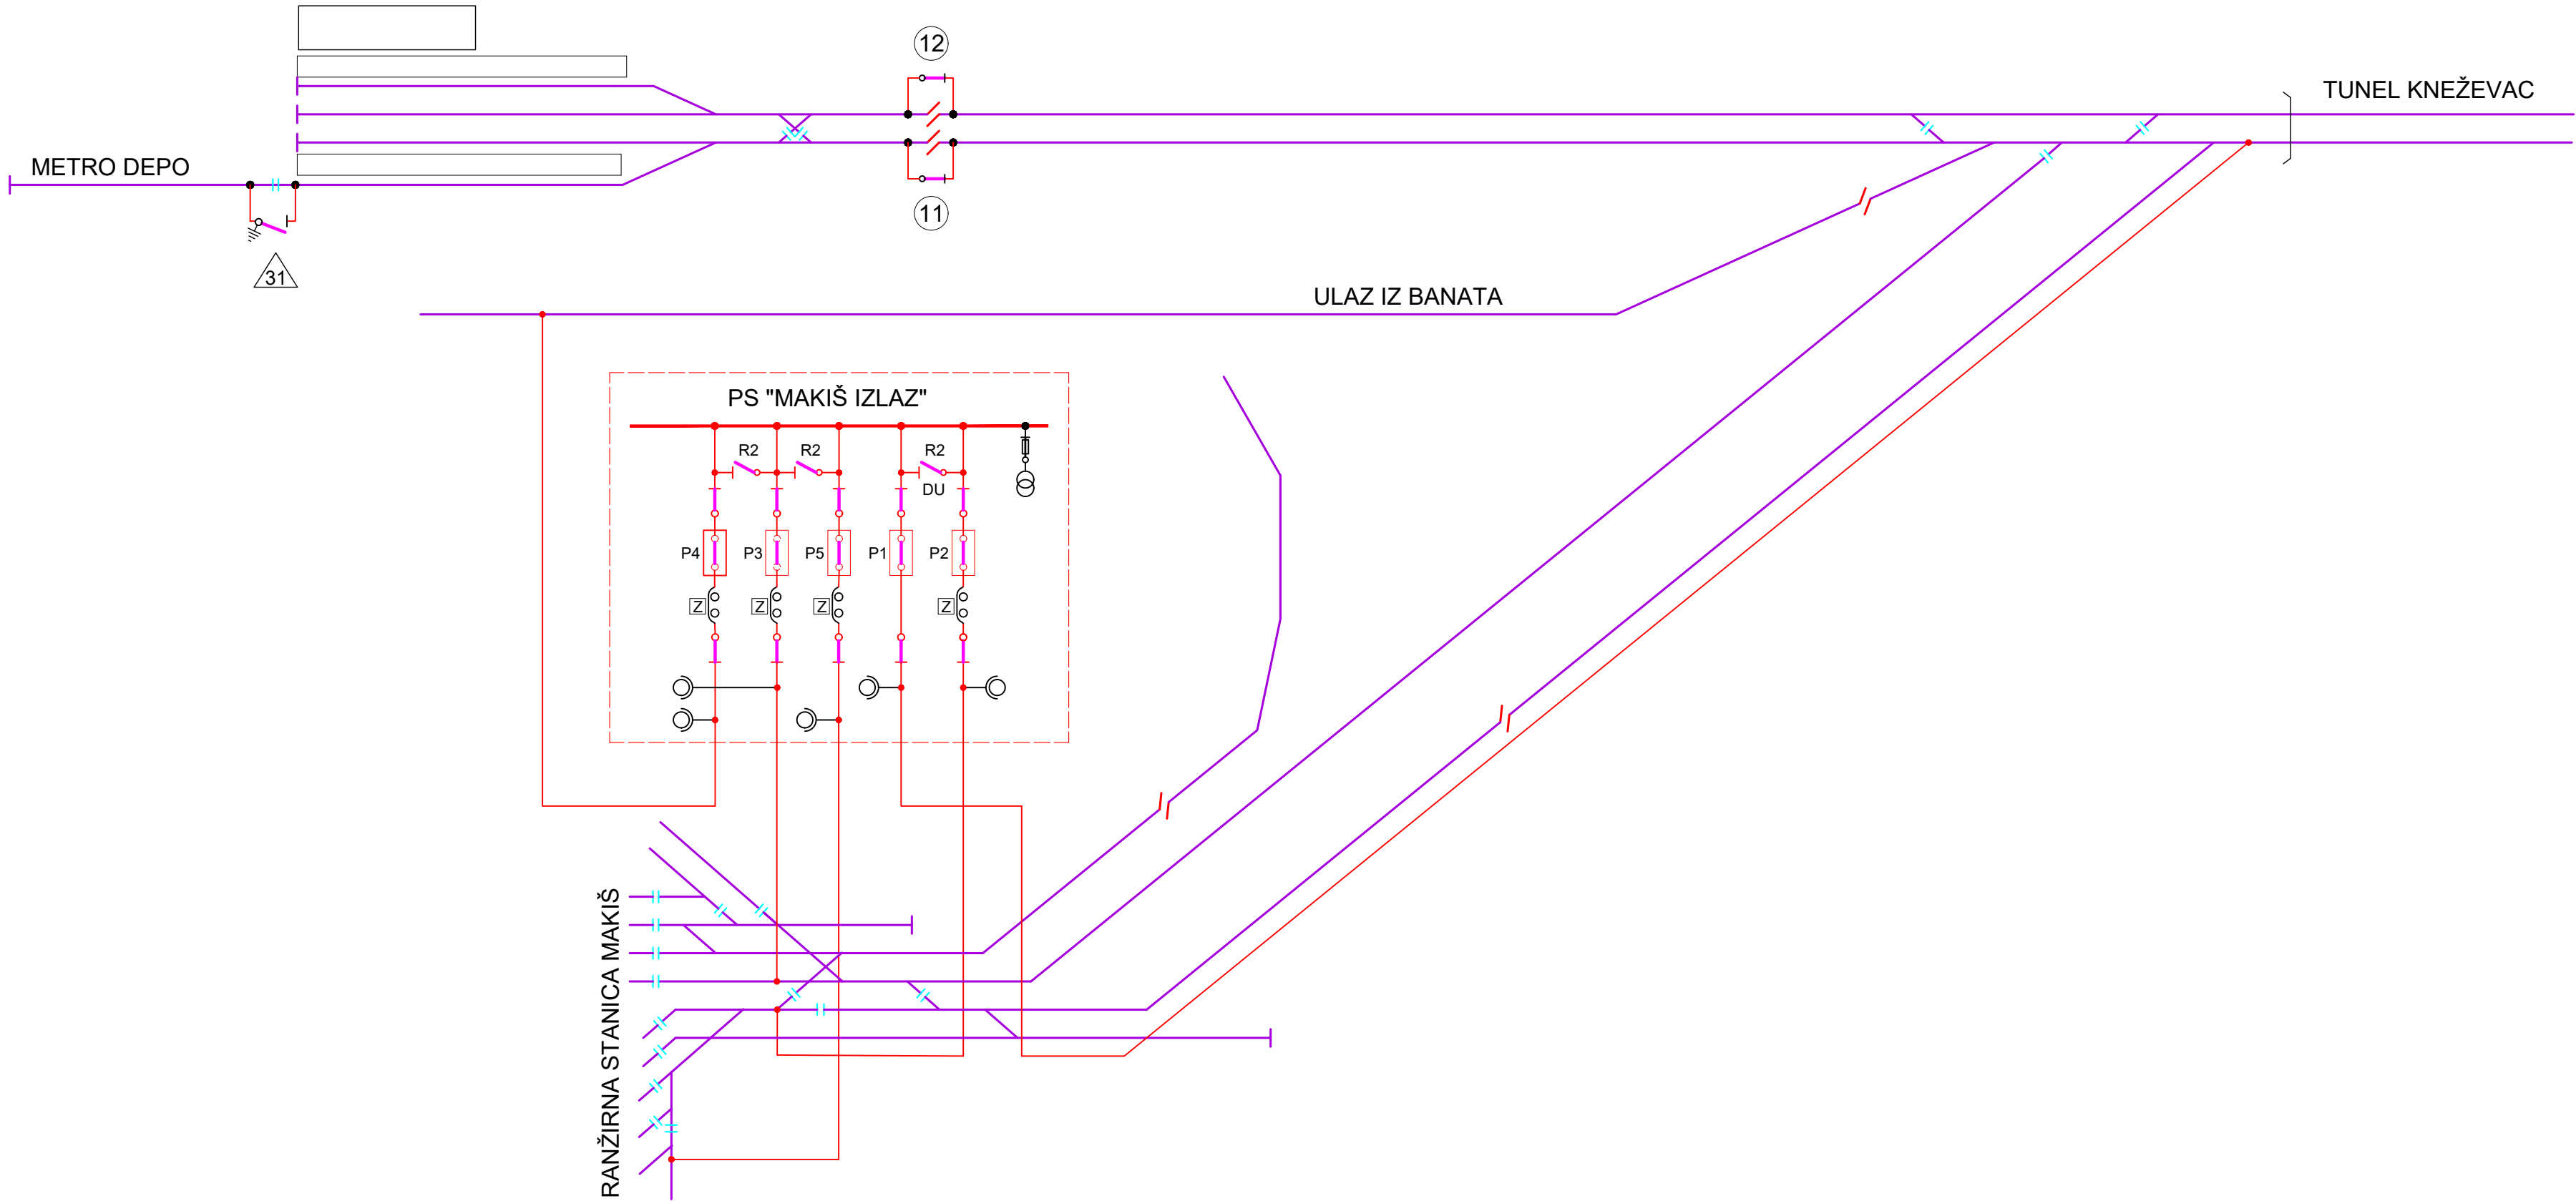 12
TUNEL KNEŽEVAC
METRO DEPO
11
31
ULAZ IZ BANATA
PS "MAKIŠ IZLAZ"
R2 R2 R2
DU
P4 P3 P5 P1 P2
Z Z Z Z
RANŽIRNA STANICA MAKIŠ